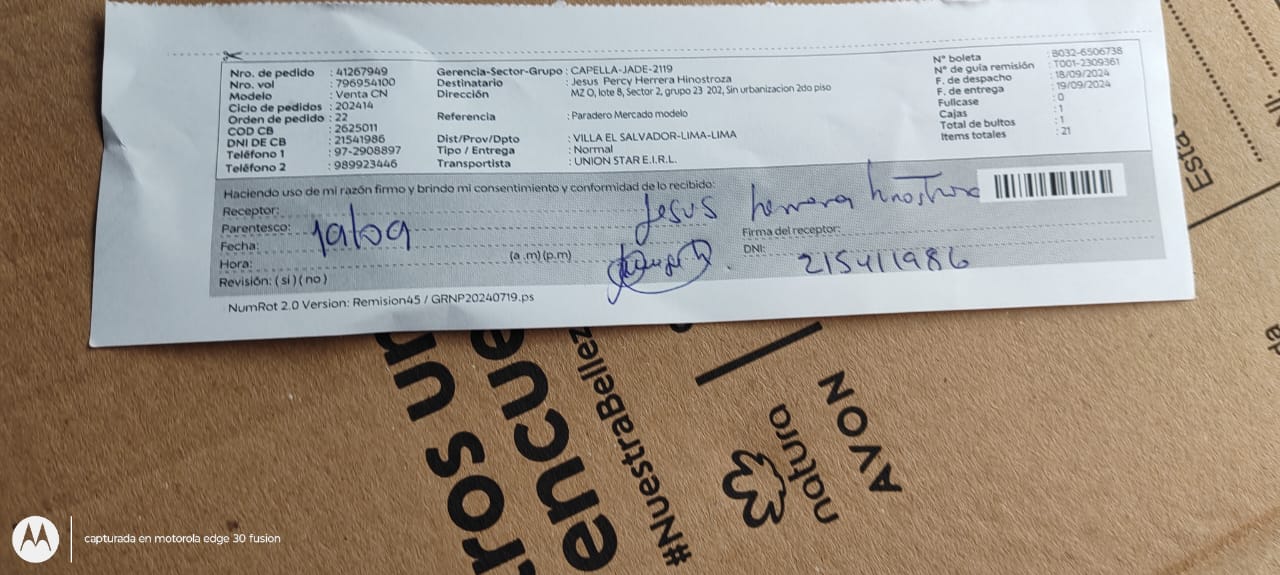 Nro. de pedido : 41267949
Nro. vol : 796954100
Modelo : Venta CN
Ciclo de pedidos : 202414
Orden de pedido : 22
COD CB : 2625011
DNI DE CB : 21541986
Teléfono 1 : 97-2908897
Teléfono 2 : 989923446
Gerencia-Sector-Grupo : CAPELLA-JADE-2119
Destinatario : Jesus Percy Herrera Hinostroza
Dirección MZ O, lote 8, Sector 2, grupo 23 202, Sin urbanizacion 2do piso
Referencia : Paradero Mercado modelo
Dist/Prov/Dpto : VILLA EL SALVADOR-LIMA-LIMA
Tipo / Entrega : Normal
Transportista : UNION STAR E.I.R.L.
N° boleta : B032-6506738
N° de guía remisión : T001-2309361
F. de despacho : 18/09/2024
F. de entrega : 19/09/2024
Fullcase : 0
Cajas : 1
Total de bultos : 1
Items totales : 21
Haciendo uso de mi razón firmo y brindo mi consentimiento y conformidad de lo recibido:
Receptor: Jesus herrera hinostroza
Parentesco:
Fecha:
Hora: (a.m)(p.m)
Revisión: (si)(no)
Firma del receptor:
DNI: 21541986
NumRot 2.0 Version: Remision45 / GRNP20240719.ps
encue
#NuestraBellez
natura
AVON
Esta
capturada en motorola edge 30 fusion